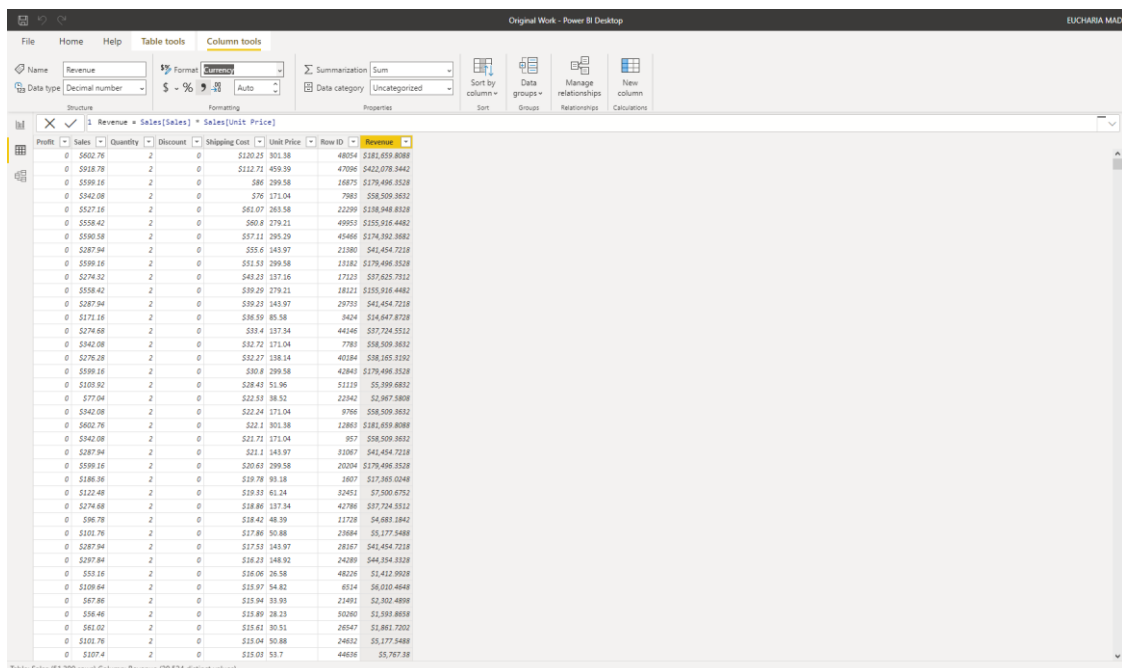 Original Work - Power BI Desktop
EUCHARIA MAD
File Home Help Table tools Column tools
Name Revenue
Data type Decimal number
$% Format Currency
$ % 9 Auto
Summarization Sum
Data category Uncategorized
Sort by column
Data groups
Manage relationships
New column
Structure Formatting Properties Sort Groups Relationships Calculations
1 Revenue = Sales[Sales] * Sales[Unit Price]
Profit Sales Quantity Discount Shipping Cost Unit Price Row ID Revenue
0 $602.76 2 0 $120.25 301.38 48054 $181,659.8088
0 $918.78 2 0 $112.71 459.39 47096 $422,078.3442
0 $599.16 2 0 $86 299.58 16875 $179,496.3528
0 $342.08 2 0 $76 171.04 7983 $58,509.3632
0 $527.16 2 0 $61.07 263.58 22299 $138,948.8328
0 $558.42 2 0 $60.8 279.21 49953 $155,916.4482
0 $590.58 2 0 $57.11 295.29 45466 $174,392.3682
0 $287.94 2 0 $55.6 143.97 21380 $41,454.7218
0 $599.16 2 0 $51.53 299.58 13182 $179,496.3528
0 $274.32 2 0 $43.23 137.16 17123 $37,625.7312
0 $558.42 2 0 $39.29 279.21 18121 $155,916.4482
0 $287.94 2 0 $39.23 143.97 29733 $41,454.7218
0 $171.16 2 0 $36.59 85.58 3424 $14,647.8728
0 $274.68 2 0 $33.4 137.34 44146 $37,724.5512
0 $342.08 2 0 $32.72 171.04 7783 $58,509.3632
0 $276.28 2 0 $32.27 138.14 40184 $38,165.3192
0 $599.16 2 0 $30.8 299.58 42843 $179,496.3528
0 $103.92 2 0 $28.43 51.96 51119 $5,399.6832
0 $77.04 2 0 $22.53 38.52 22342 $2,967.5808
0 $342.08 2 0 $22.24 171.04 9766 $58,509.3632
0 $602.76 2 0 $22.1 301.38 12863 $181,659.8088
0 $342.08 2 0 $21.71 171.04 957 $58,509.3632
0 $287.94 2 0 $21.1 143.97 31067 $41,454.7218
0 $599.16 2 0 $20.63 299.58 20204 $179,496.3528
0 $186.36 2 0 $19.78 93.18 1607 $17,365.0248
0 $122.48 2 0 $19.33 61.24 32451 $7,500.6752
0 $274.68 2 0 $18.86 137.34 42786 $37,724.5512
0 $96.78 2 0 $18.42 48.39 11728 $4,683.1842
0 $101.76 2 0 $17.86 50.88 23684 $5,177.5488
0 $287.94 2 0 $17.53 143.97 28167 $41,454.7218
0 $297.84 2 0 $16.23 148.92 24289 $44,354.3328
0 $53.16 2 0 $16.06 26.58 48226 $1,412.9928
0 $109.64 2 0 $15.97 54.82 6514 $6,010.4648
0 $67.86 2 0 $15.94 33.93 21491 $2,302.4898
0 $56.46 2 0 $15.89 28.23 50260 $1,593.8658
0 $61.02 2 0 $15.61 30.51 26547 $1,861.7202
0 $101.76 2 0 $15.04 50.88 24632 $5,177.5488
0 $107.4 2 0 $15.03 53.7 44636 $5,767.38